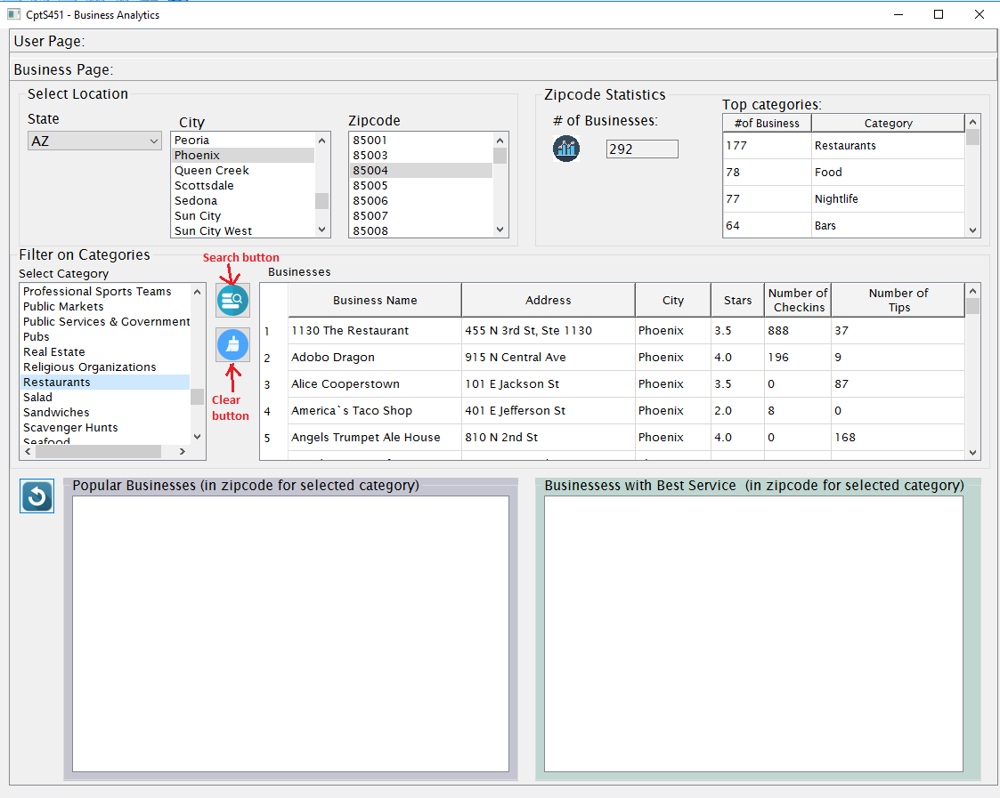 CptS451 - Business Analytics
User Page:
Business Page:
Select Location
State
AZ
City
Peoria
Phoenix
Queen Creek
Scottsdale
Sedona
Sun City
Sun City West
Zipcode
85001
85003
85004
85005
85006
85007
85008
Zipcode Statistics
# of Businesses:
292
Top categories:
#of Business Category
177 Restaurants
78 Food
77 Nightlife
64 Bars
Filter on Categories
Select Category
Professional Sports Teams
Public Markets
Public Services & Government
Pubs
Real Estate
Religious Organizations
Restaurants
Salad
Sandwiches
Scavenger Hunts
Seafood
Search button
Clear
button
Businesses
Business Name Address City Stars Number of Checkins Number of Tips
1 1130 The Restaurant 455 N 3rd St, Ste 1130 Phoenix 3.5 888 37
2 Adobo Dragon 915 N Central Ave Phoenix 4.0 196 9
3 Alice Cooperstown 101 E Jackson St Phoenix 3.5 0 87
4 America`s Taco Shop 401 E Jefferson St Phoenix 2.0 8 0
5 Angels Trumpet Ale House 810 N 2nd St Phoenix 4.0 0 168
Popular Businesses (in zipcode for selected category)
Businessess with Best Service (in zipcode for selected category)